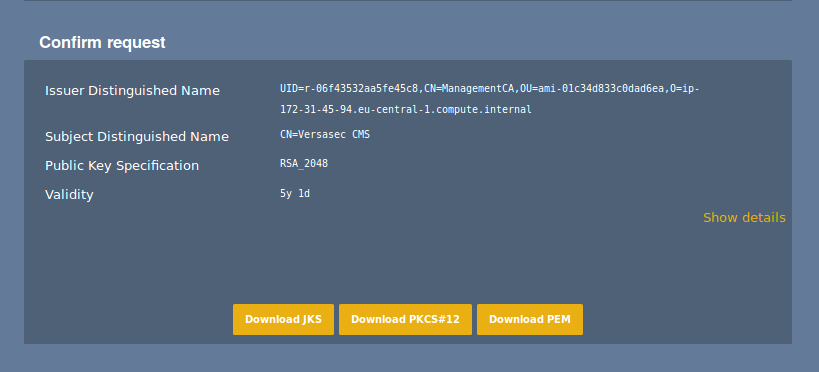 Confirm request
Issuer Distinguished Name
UID=r-06f43532aa5fe45c8,CN=ManagementCA,OU=ami-01c34d833c0dad6ea,O=ip-
172-31-45-94.eu-central-1.compute.internal
Subject Distinguished Name
CN=Versasec CMS
Public Key Specification
RSA_2048
Validity
5y 1d
Show details
Download JKS
Download PKCS#12
Download PEM